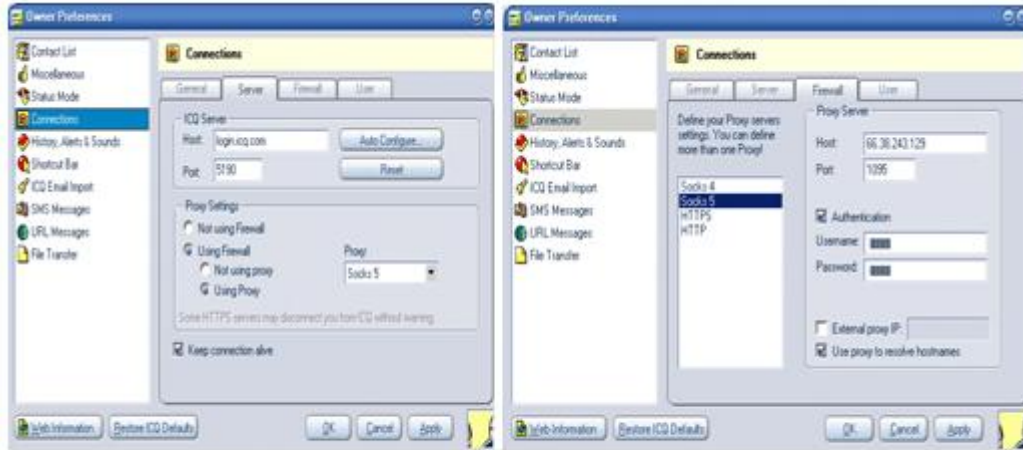 Owner Preferences
Contact List
Miscellaneous
Status Mode
Connections
History, Alerts & Sounds
Shortcut Bar
ICQ Email Import
SMS Messages
URL Messages
File Transfer
Connections
General Server Firewall User
ICQ Server
Host: login.icq.com
Auto Configure...
Port: 5190
Reset
Proxy Settings
Not using Firewall
Using Firewall
Not using proxy
Using Proxy
Proxy:
Socks 5
Some HTTPS servers may disconnect you from ICQ without warning.
Keep connection alive
Web Information
Restore ICQ Defaults
OK
Cancel
Apply
Owner Preferences
Contact List
Miscellaneous
Status Mode
Connections
History, Alerts & Sounds
Shortcut Bar
ICQ Email Import
SMS Messages
URL Messages
File Transfer
Connections
General Server Firewall User
Define your Proxy servers
settings. You can define
more than one Proxy!
Socks 4
Socks 5
HTTPS
HTTP
Proxy Server
Host: 66.38.243.129
Port: 1095
Authentication
Username:
Password:
External proxy IP:
Use proxy to resolve hostnames
Web Information
Restore ICQ Defaults
OK
Cancel
Apply